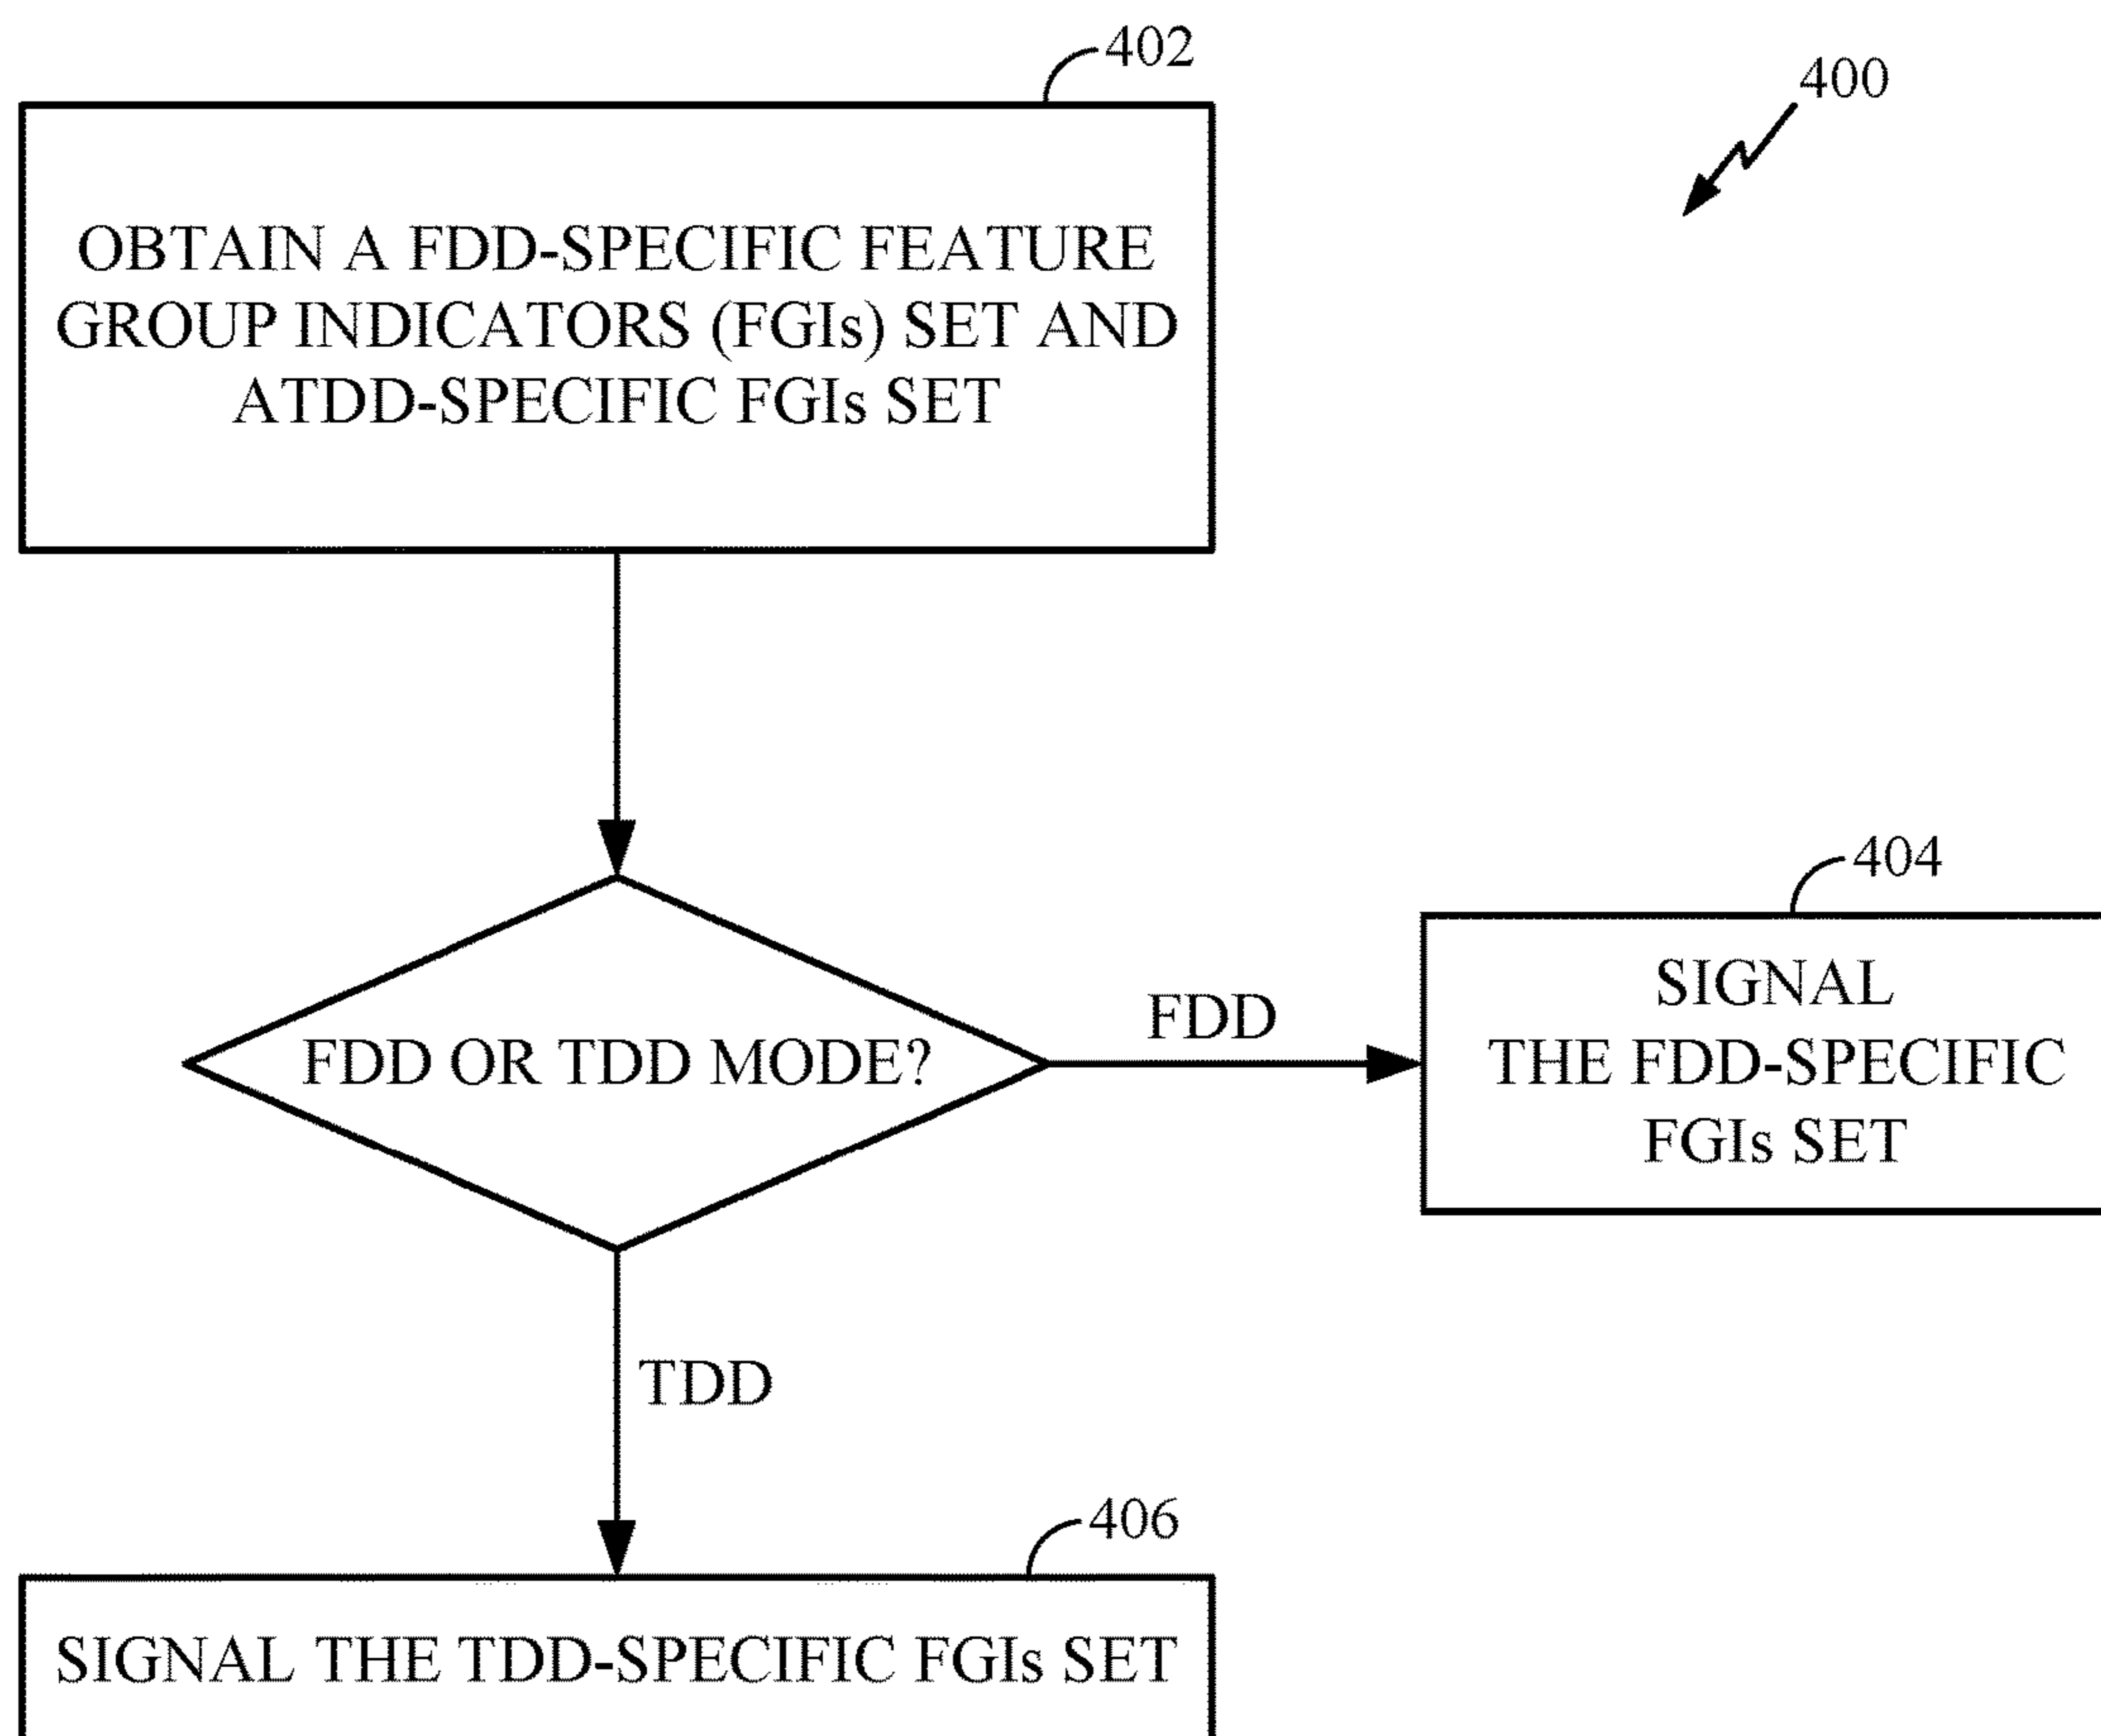 402
400
OBTAIN A FDD-SPECIFIC FEATURE
GROUP INDICATORS (FGIs) SET AND
ATDD-SPECIFIC FGIs SET
404
SIGNAL
THE FDD-SPECIFIC
FGIs SET
FDD
FDD OR TDD MODE?
TDD
406
SIGNAL THE TDD-SPECIFIC FGIs SET